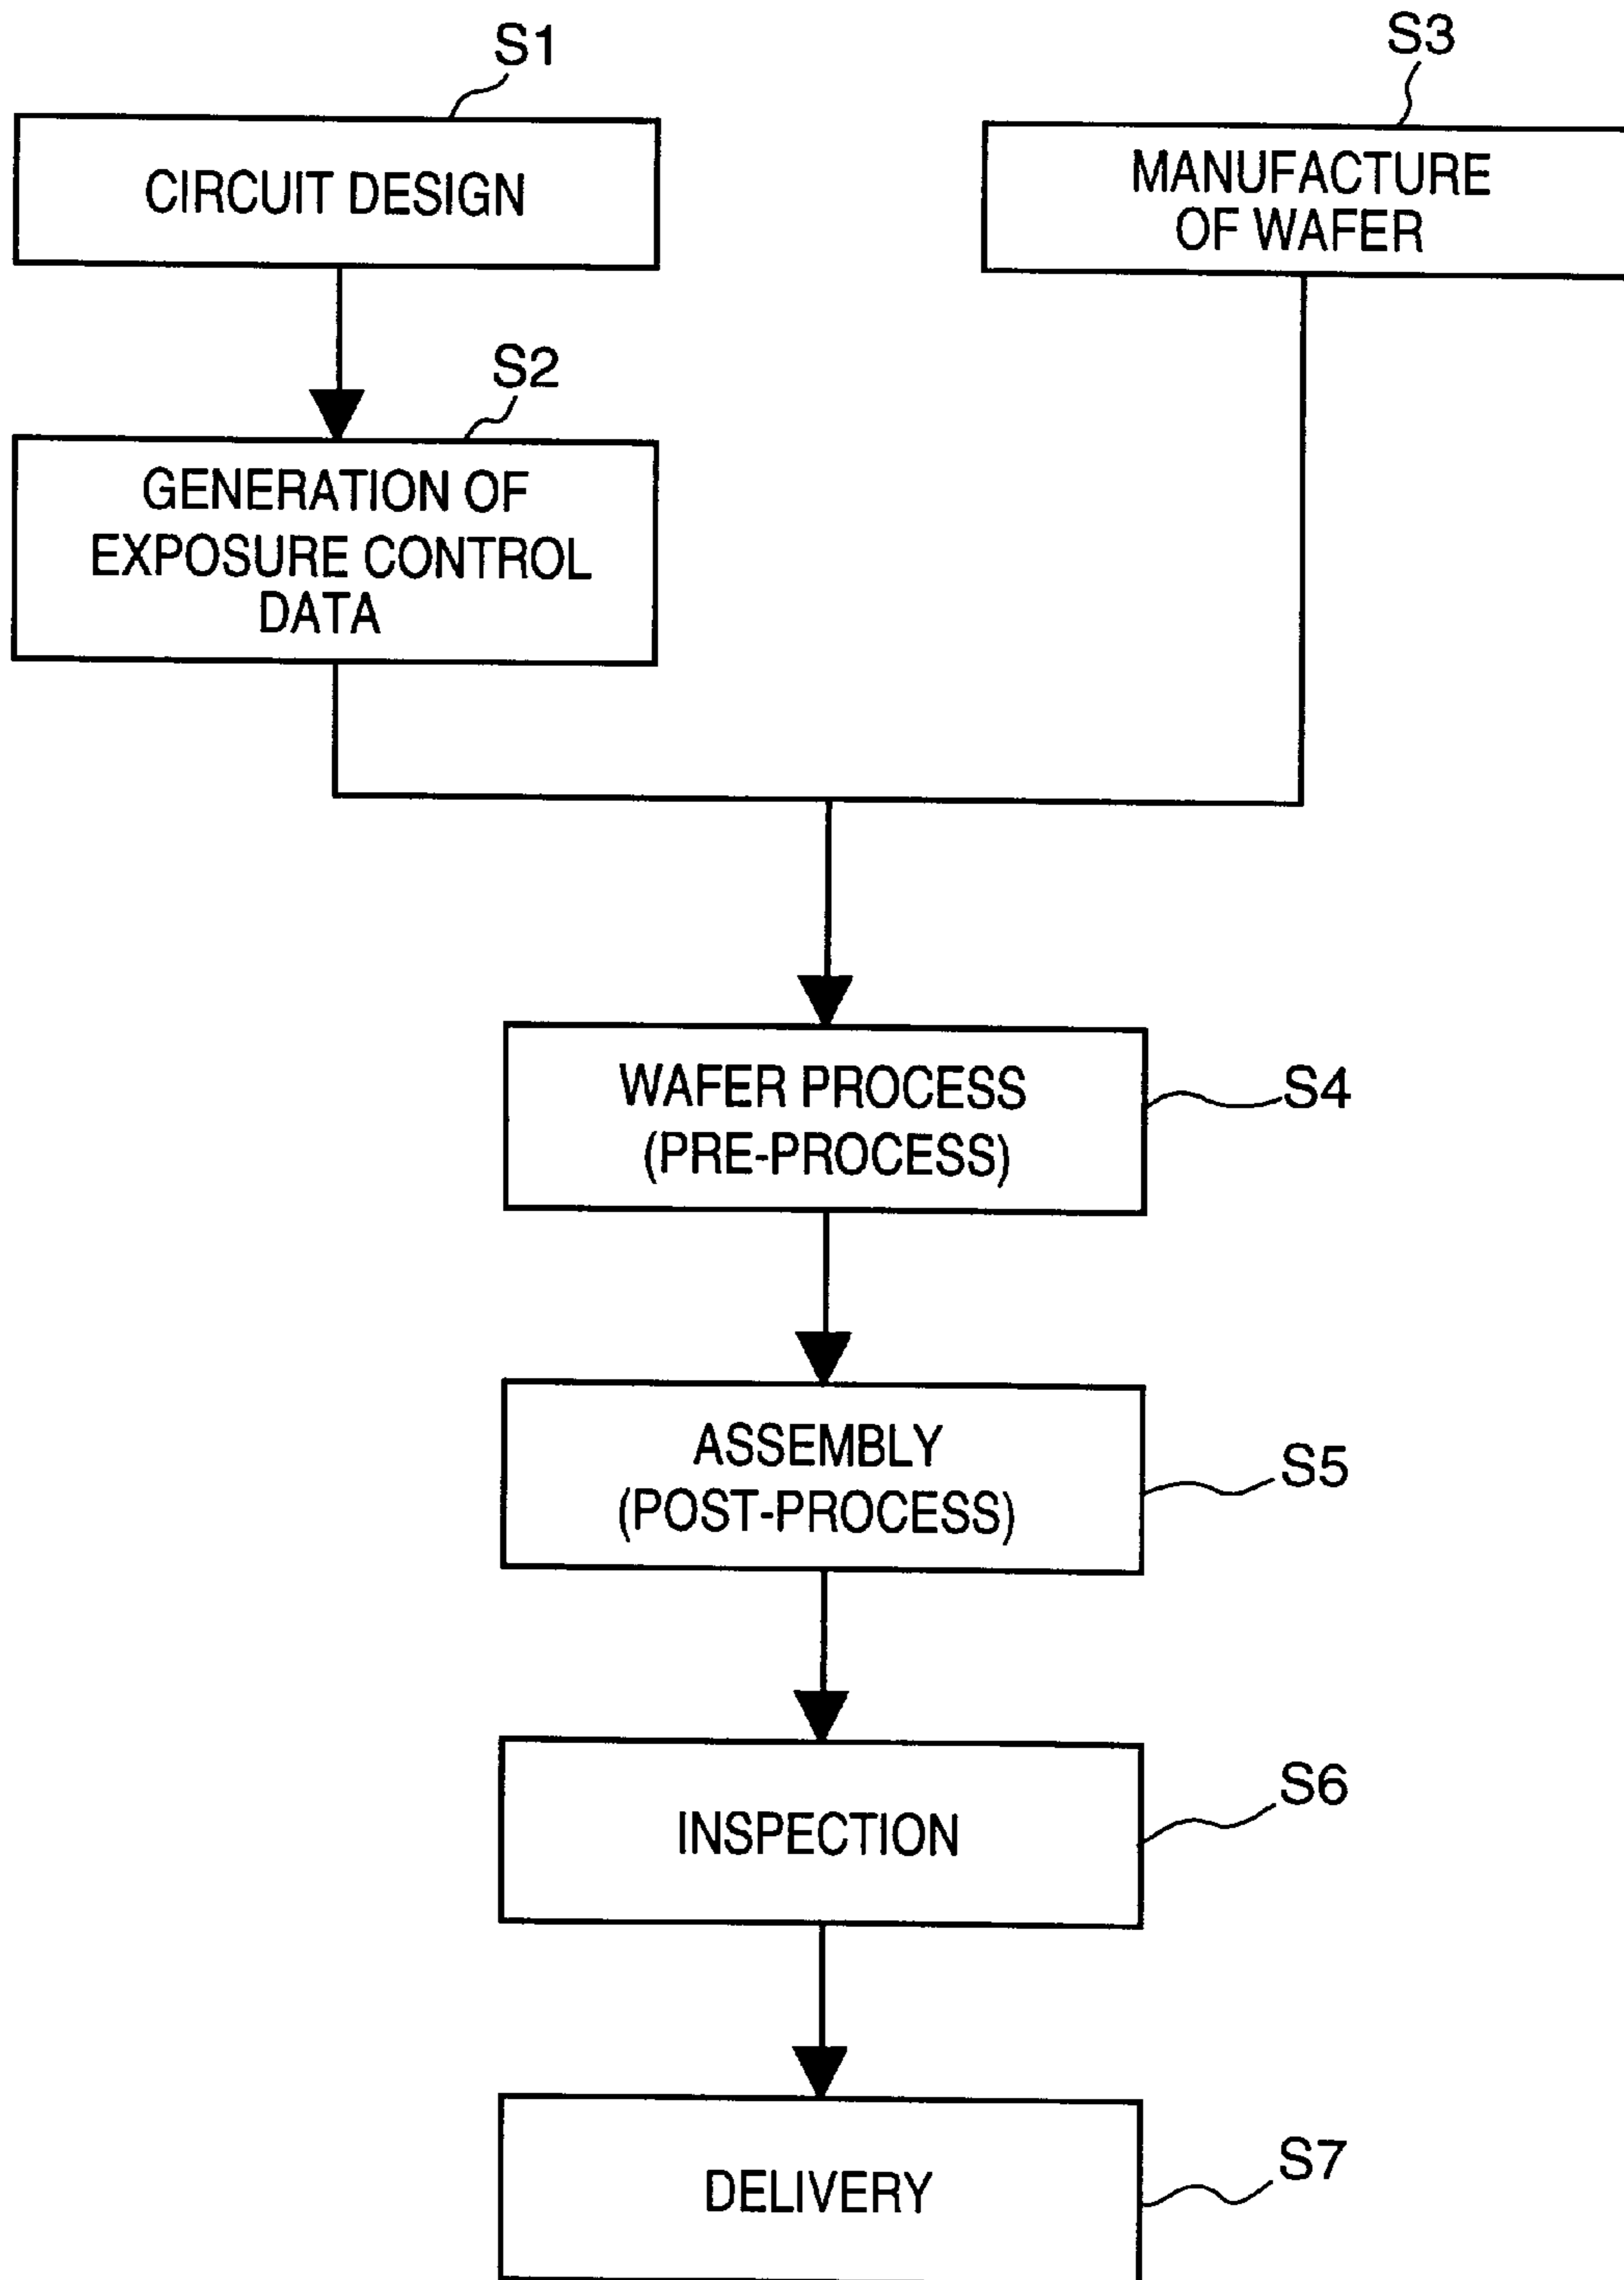 S1
CIRCUIT DESIGN
S3
MANUFACTURE
OF WAFER
S2
GENERATION OF
EXPOSURE CONTROL
DATA
WAFER PROCESS
(PRE-PROCESS)
S4
ASSEMBLY
(POST-PROCESS)
S5
INSPECTION
S6
DELIVERY
S7